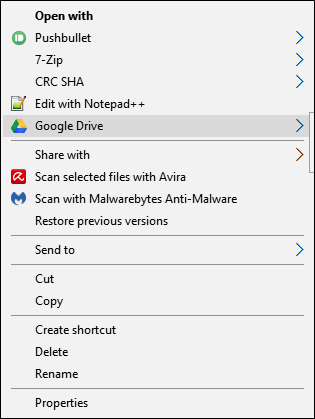 Open with
Pushbullet
7-Zip
CRC SHA
Edit with Notepad++
Google Drive
Share with
Scan selected files with Avira
Scan with Malwarebytes Anti-Malware
Restore previous versions
Send to
Cut
Copy
Create shortcut
Delete
Rename
Properties